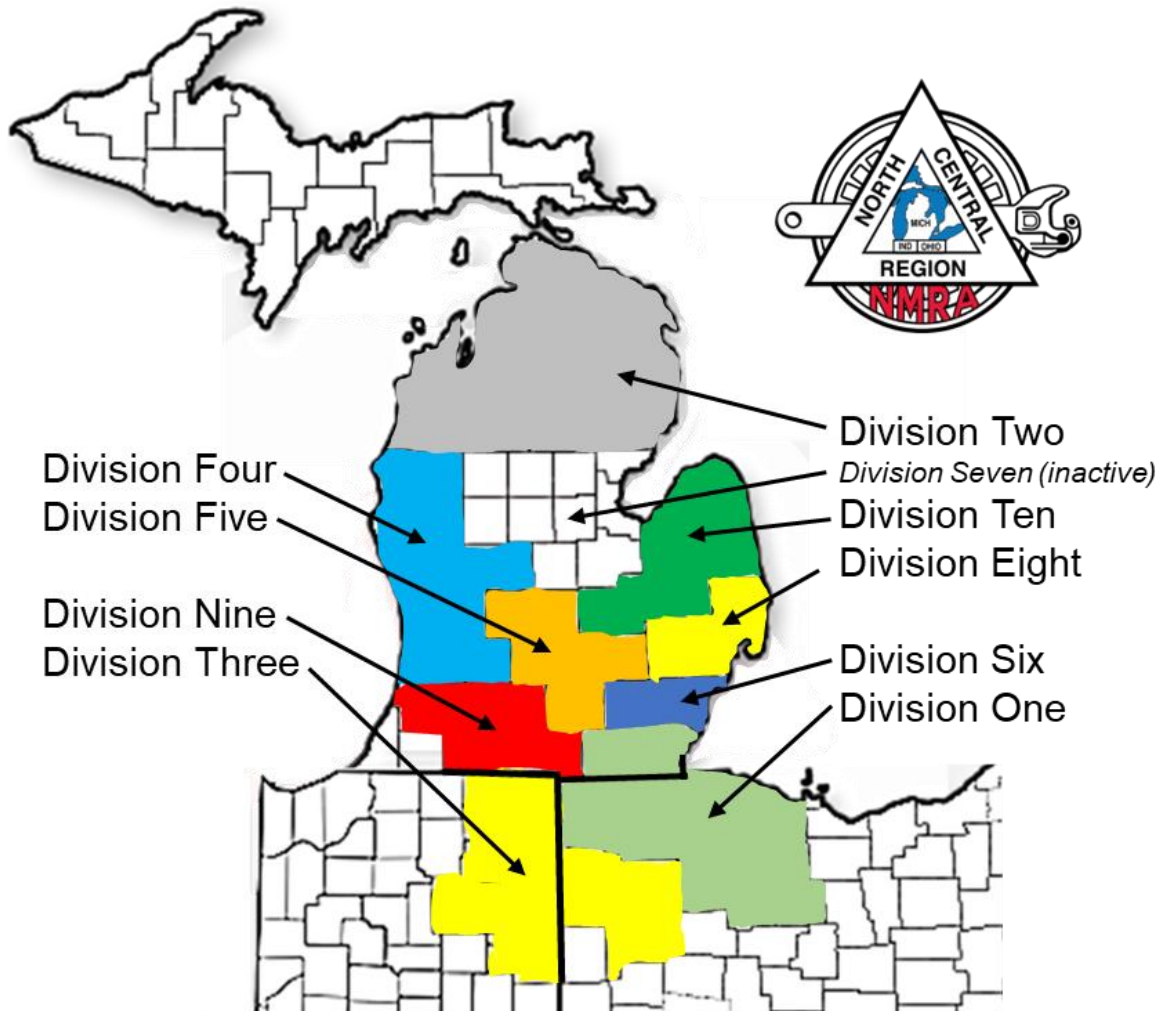 NORTH CENTRAL
MICH
IND OHIO
REGION
NMRA
Division Two
Division Seven (inactive)
Division Ten
Division Eight
Division Six
Division One
Division Four
Division Five
Division Nine
Division Three